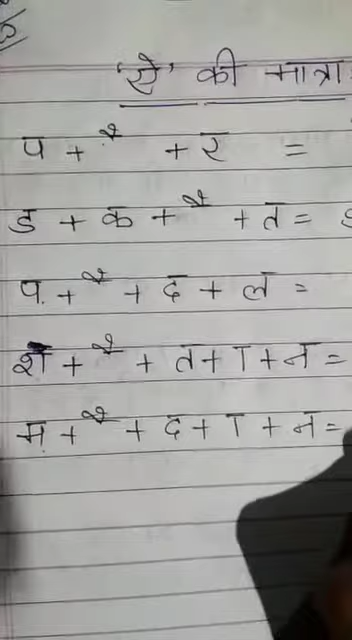 'ऐ' की मात्रा
प + ै + र =
ड + क + ै + त =
प + ै + द + ल =
श + ै + त + ा + न =
म + ै + द + ा + न =